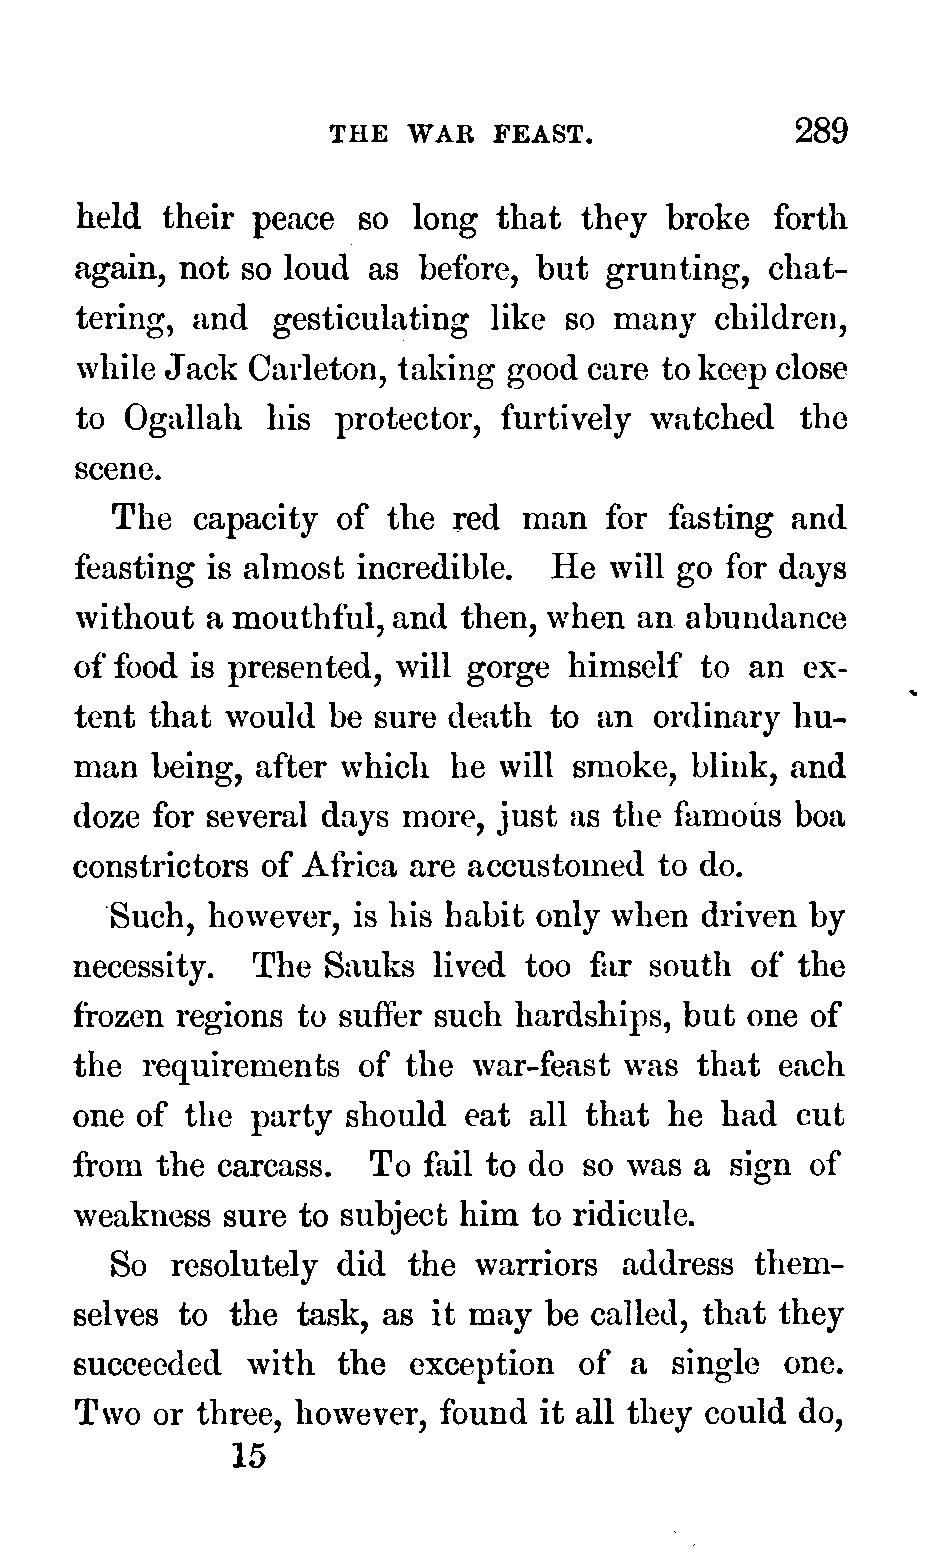 THE WAR FEAST. 289
held their peace so long that they broke forth
again, not so loud as before, but grunting, chat-
tering, and gesticulating like so many children,
while Jack Carleton, taking good care to keep close
to Ogallah his protector, furtively watched the
scene.
The capacity of the red man for fasting and
feasting is almost incredible. He will go for days
without a mouthful, and then, when an abundance
of food is presented, will gorge himself to an ex-
tent that would be sure death to an ordinary hu-
man being, after which he will smoke, blink, and
doze for several days more, just as the famous boa
constrictors of Africa are accustomed to do.
Such, however, is his habit only when driven by
necessity. The Sauks lived too far south of the
frozen regions to suffer such hardships, but one of
the requirements of the war-feast was that each
one of the party should eat all that he had cut
from the carcass. To fail to do so was a sign of
weakness sure to subject him to ridicule.
So resolutely did the warriors address them-
selves to the task, as it may be called, that they
succeeded with the exception of a single one.
Two or three, however, found it all they could do,
15